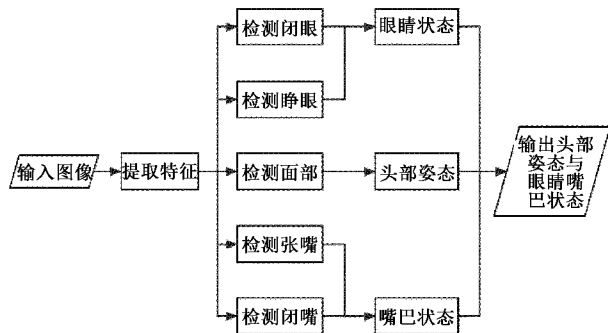 检测闭眼
眼睛状态
检测睁眼
输入图像
提取特征
检测面部
头部姿态
输出头部
姿态与
眼睛嘴
巴状态
检测张嘴
检测闭嘴
嘴巴状态